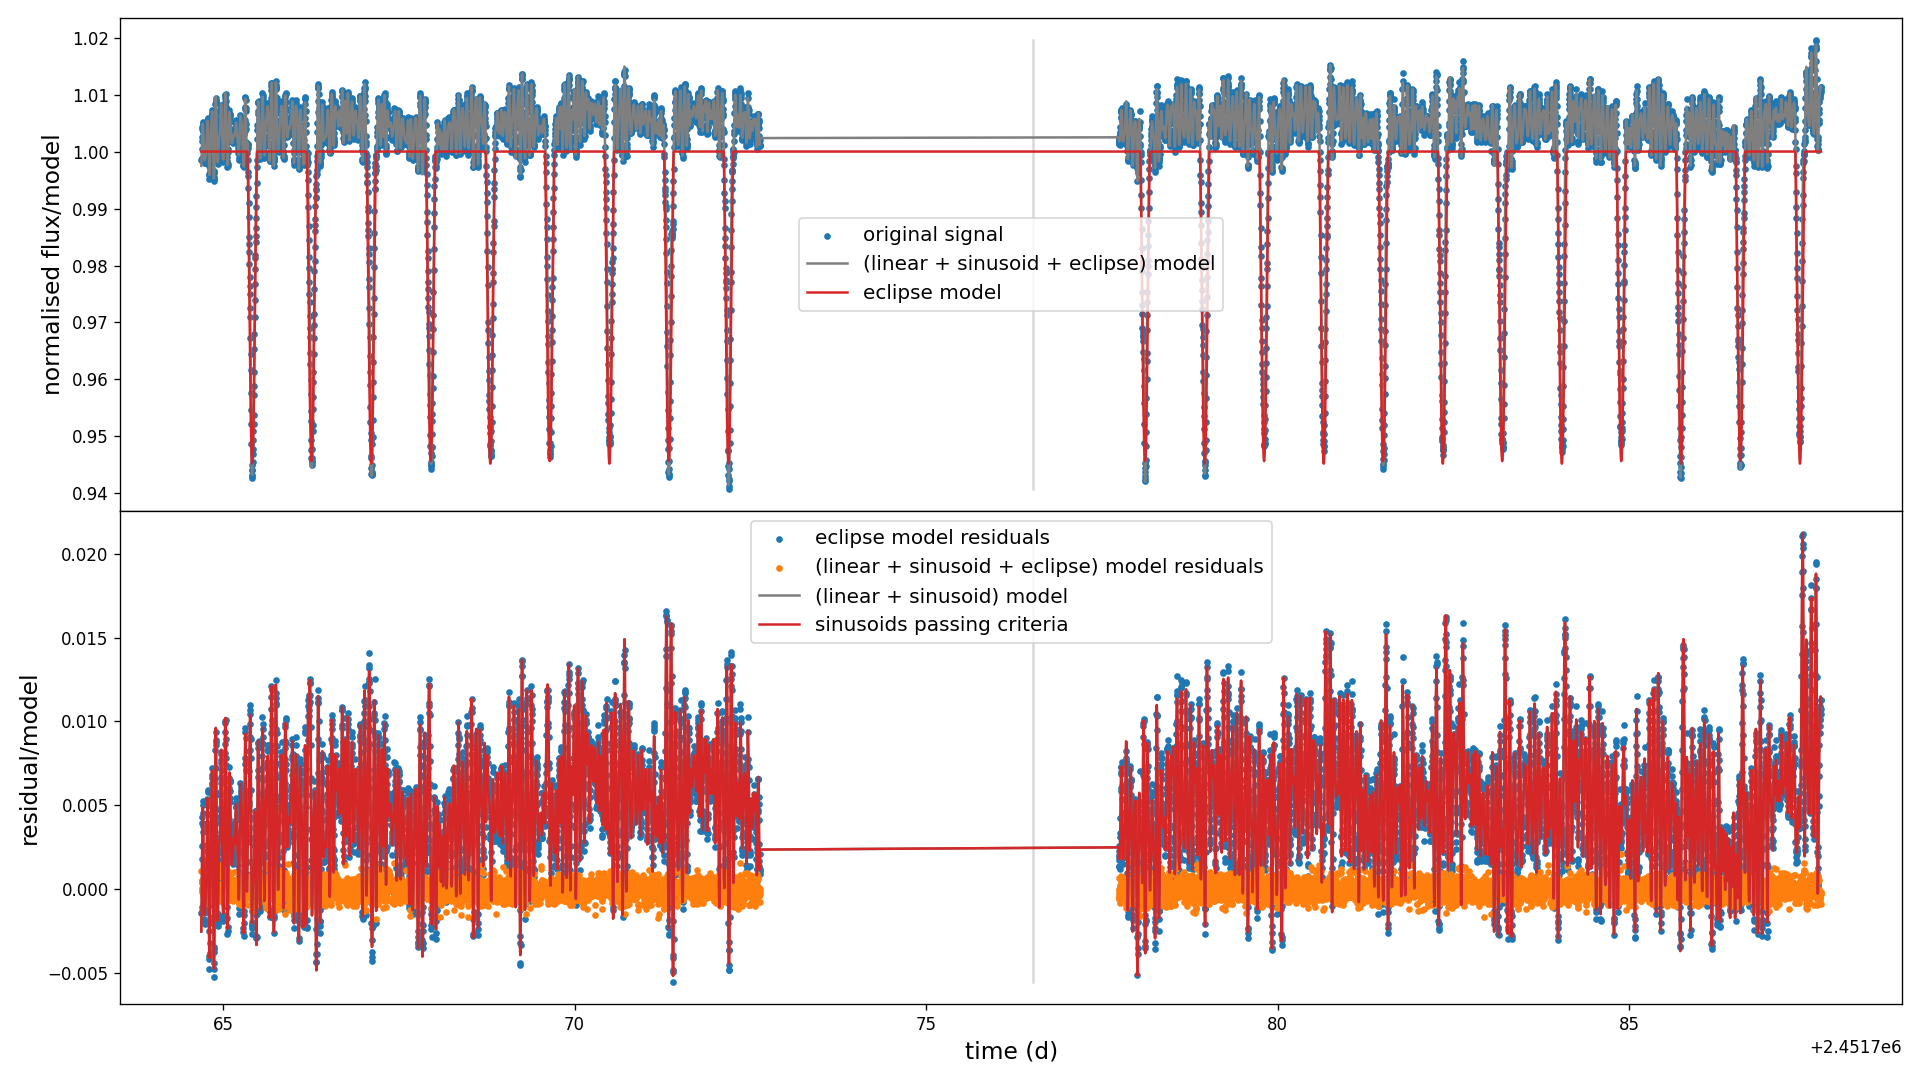 1.02
1.01
1.00
0.99
0.98
0.97
0.96
0.95
0.94
normalised flux/model
original signal
(linear + sinusoid + eclipse) model
eclipse model
0.020
0.015
0.010
0.005
0.000
−0.005
residual/model
eclipse model residuals
(linear + sinusoid + eclipse) model residuals
(linear + sinusoid) model
sinusoids passing criteria
65
70
75
80
85
time (d)
+2.4517e6